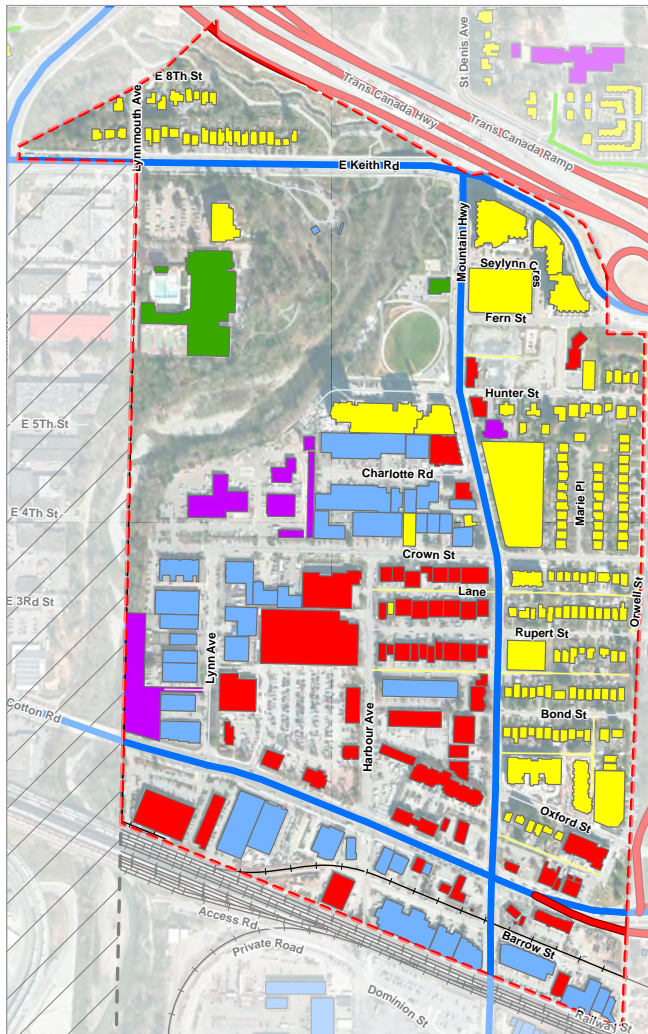 E 8Th St
Lynnmouth Ave
St Denis Ave
Trans Canada Hwy
Trans Canada Ramp
E Keith Rd
Mountain Hwy
Seylynn Cres
Fern St
Hunter St
E 5Th St
Charlotte Rd
Marie Pl
E 4Th St
Crown St
Lane
Orwell St
E 3Rd St
Rupert St
Lynn Ave
Harbour Ave
Bond St
Cotton Rd
Oxford St
Access Rd
Private Road
Barrow St
Dominion St
Railway St